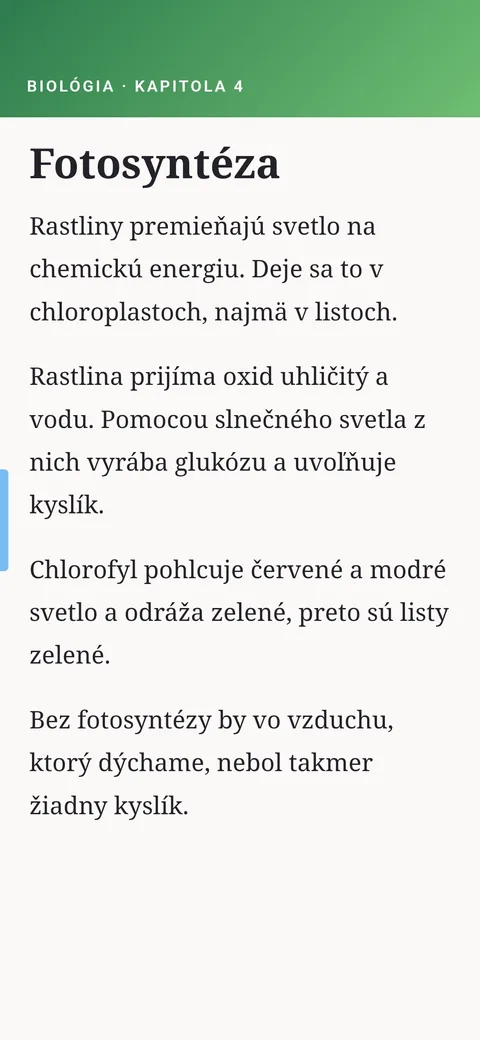 BIOLÓGIA · KAPITOLA 4
Fotosyntéza
Rastliny premieňajú svetlo na
chemickú energiu. Deje sa to v
chloroplastoch, najmä v listoch.
Rastlina prijíma oxid uhličitý a
vodu. Pomocou slnečného svetla z
nich vyrába glukózu a uvoľňuje
kyslík.
Chlorofyl pohlcuje červené a modré
svetlo a odráža zelené, preto sú listy
zelené.
Bez fotosyntézy by vo vzduchu,
ktorý dýchame, nebol takmer
žiadny kyslík.